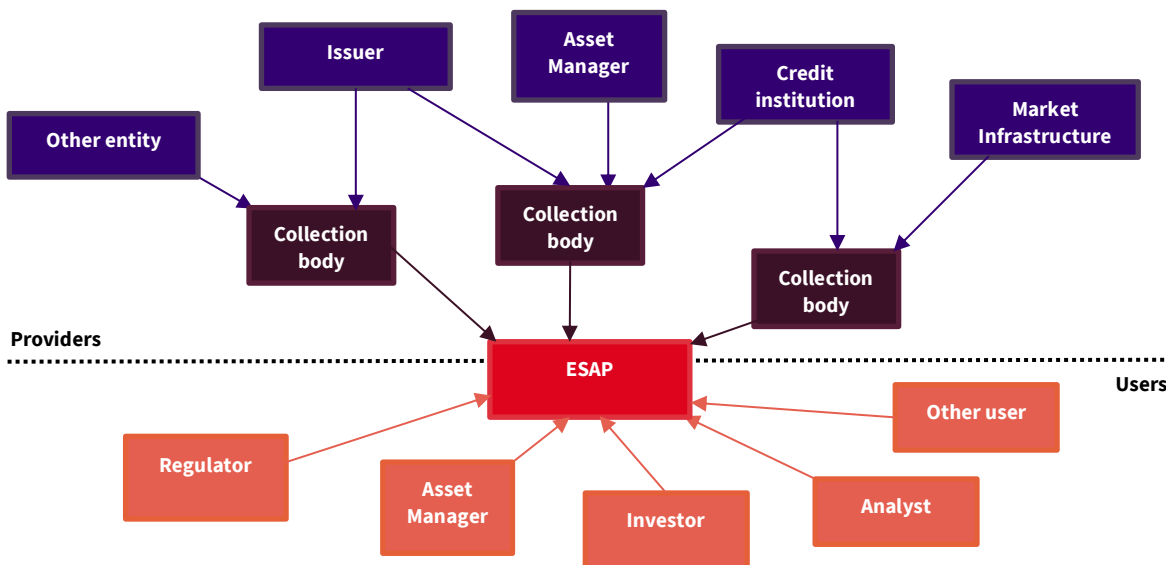 Issuer
Asset
Manager
Credit
institution
Market
Infrastructure
Other entity
Collection
body
Collection
body
Collection
body
Providers
ESAP
Users
Other user
Regulator
Asset
Manager
Investor
Analyst